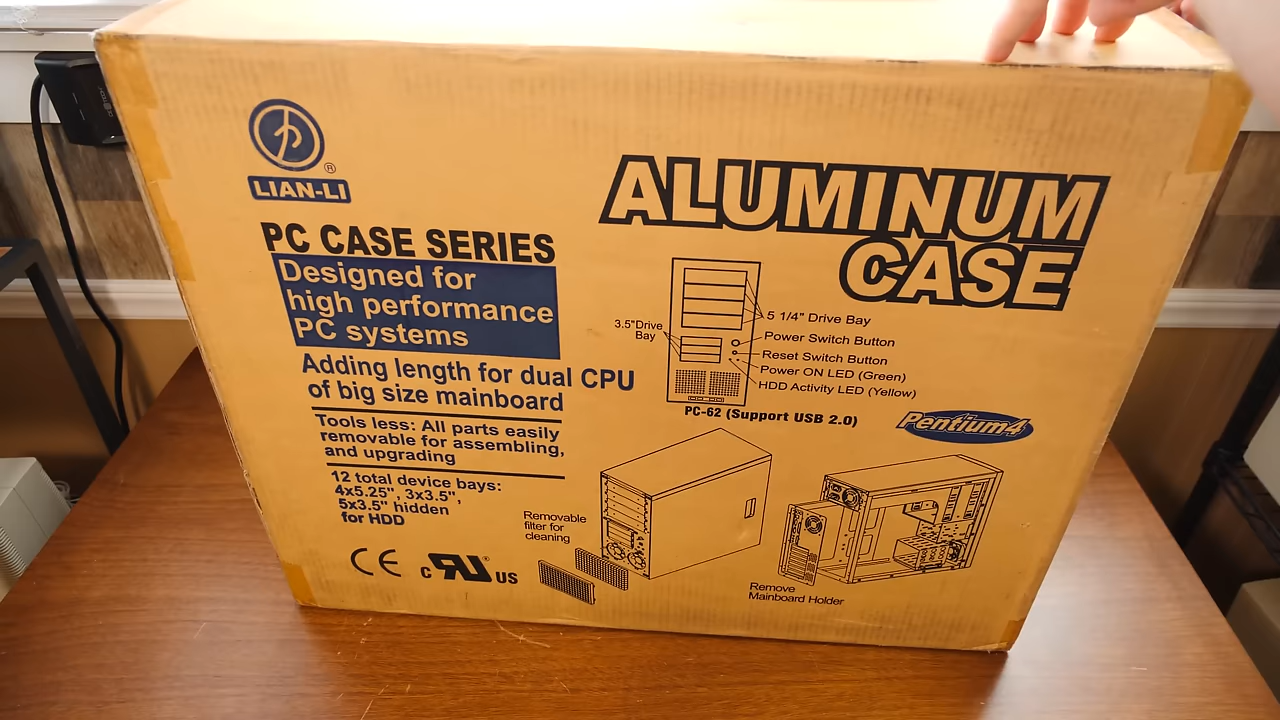 LIAN-LI
®
PC CASE SERIES
Designed for
high performance
PC systems
Adding length for dual CPU
of big size mainboard
Tools less: All parts easily
removable for assembling,
and upgrading
12 total device bays:
4x5.25", 3x3.5",
5x3.5" hidden
for HDD
CE
c RU® US
ALUMINUM
CASE
3.5"Drive
Bay
5 1/4" Drive Bay
Power Switch Button
Reset Switch Button
Power ON LED (Green)
HDD Activity LED (Yellow)
PC-62 (Support USB 2.0)
Pentium4
Removable
filter for
cleaning
Remove
Mainboard Holder